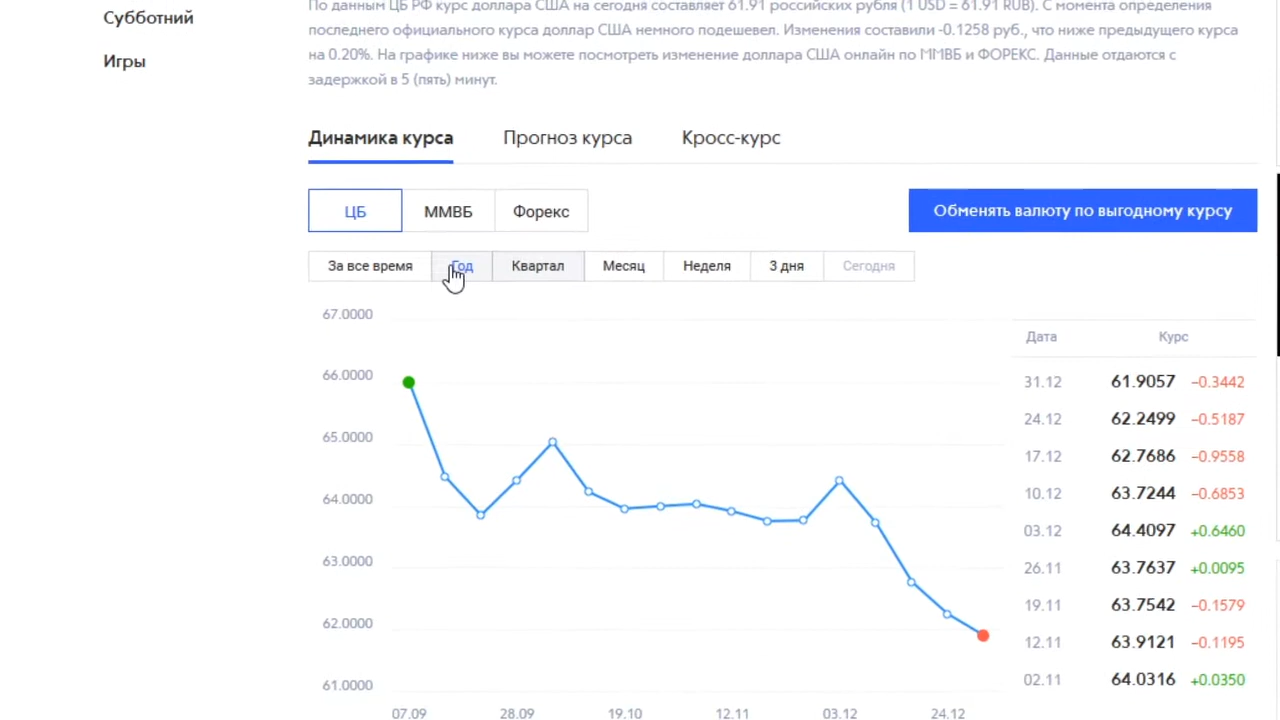 Субботний
Игры
По данным ЦБ РФ курс доллара США на сегодня составляет 61.91 российских рубля (1 USD = 61.91 RUB). С момента определения
последнего официального курса доллар США немного подешевел. Изменения составили -0.1258 руб., что ниже предыдущего курса
на 0.20%. На графике ниже вы можете посмотреть изменение доллара США онлайн по ММВБ и ФОРЕКС. Данные отдаются с
задержкой в 5 (пять) минут.
Динамика курса Прогноз курса Кросс-курс
ЦБ ММВБ Форекс Обменять валюту по выгодному курсу
За все время Год Квартал Месяц Неделя 3 дня Сегодня
67.0000
66.0000
65.0000
64.0000
63.0000
62.0000
61.0000
07.09 28.09 19.10 12.11 03.12 24.12
Дата Курс
31.12 61.9057 -0.3442
24.12 62.2499 -0.5187
17.12 62.7686 -0.9558
10.12 63.7244 -0.6853
03.12 64.4097 +0.6460
26.11 63.7637 +0.0095
19.11 63.7542 -0.1579
12.11 63.9121 -0.1195
02.11 64.0316 +0.0350